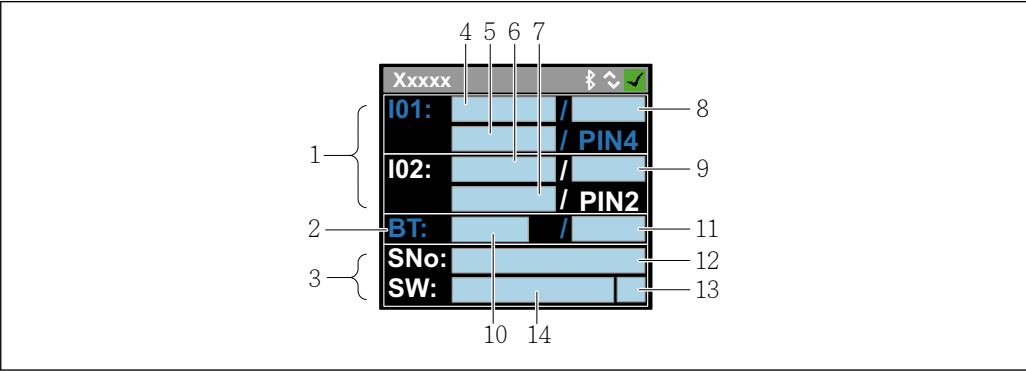 4 5 6 7
Xxxxx
I01: / 8
1 / PIN4
I02: / 9
/ PIN2
2 BT: / 11
SNo: 12
3 SW: 13
10 14